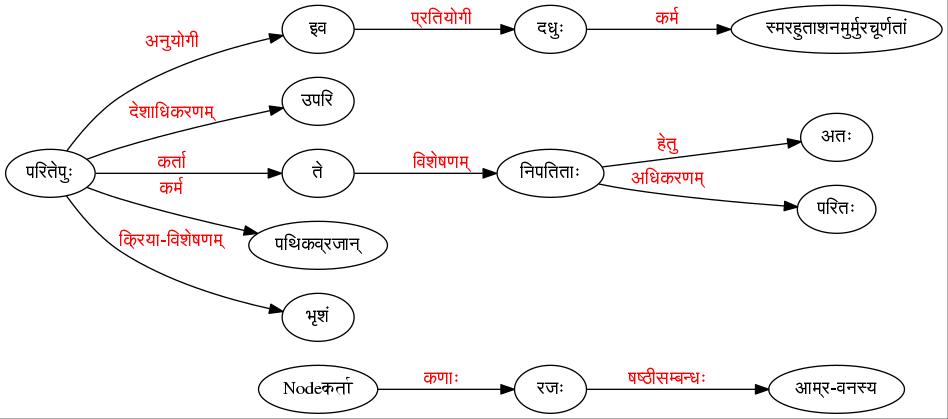 इव
प्रतियोगी
दधुः
कर्म
स्मरहुताशनमुर्मुरचूर्णतां
अनुयोगी
देशाधिकरणम्
उपरि
परितेपुः
कर्ता
ते
विशेषणम्
निपतिताः
हेतु
अतः
अधिकरणम्
परितः
कर्म
पथिकव्रजान्
क्रिया-विशेषणम्
भृशं
Nodeकर्ता
कणाः
रजः
षष्ठीसम्बन्धः
आम्र-वनस्य